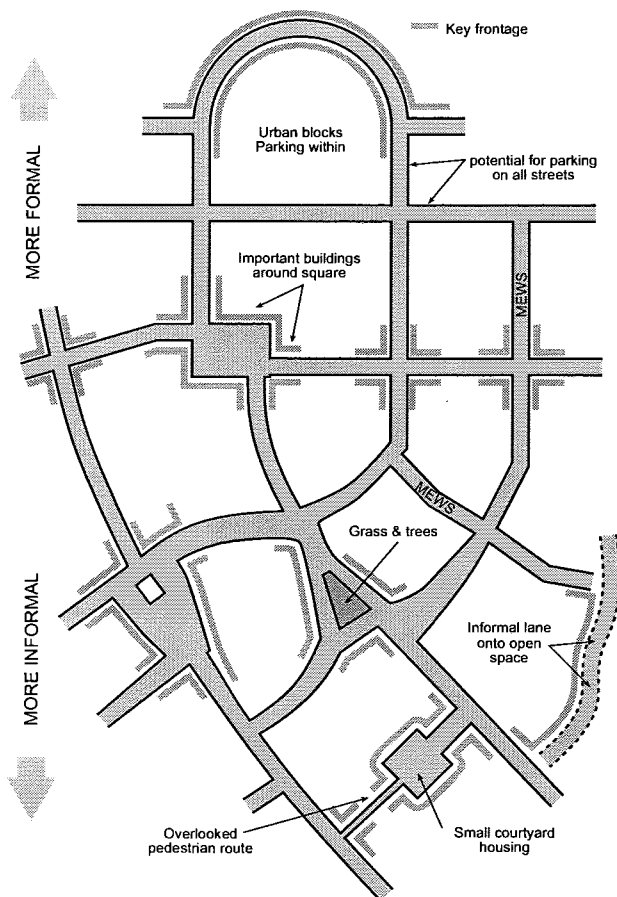 Key frontage
Urban blocks
Parking within
potential for parking
on all streets
MORE FORMAL
Important buildings
around square
MEWS
MEWS
Grass & trees
MORE INFORMAL
Informal lane
onto open
space
Overlooked
pedestrian route
Small courtyard
housing